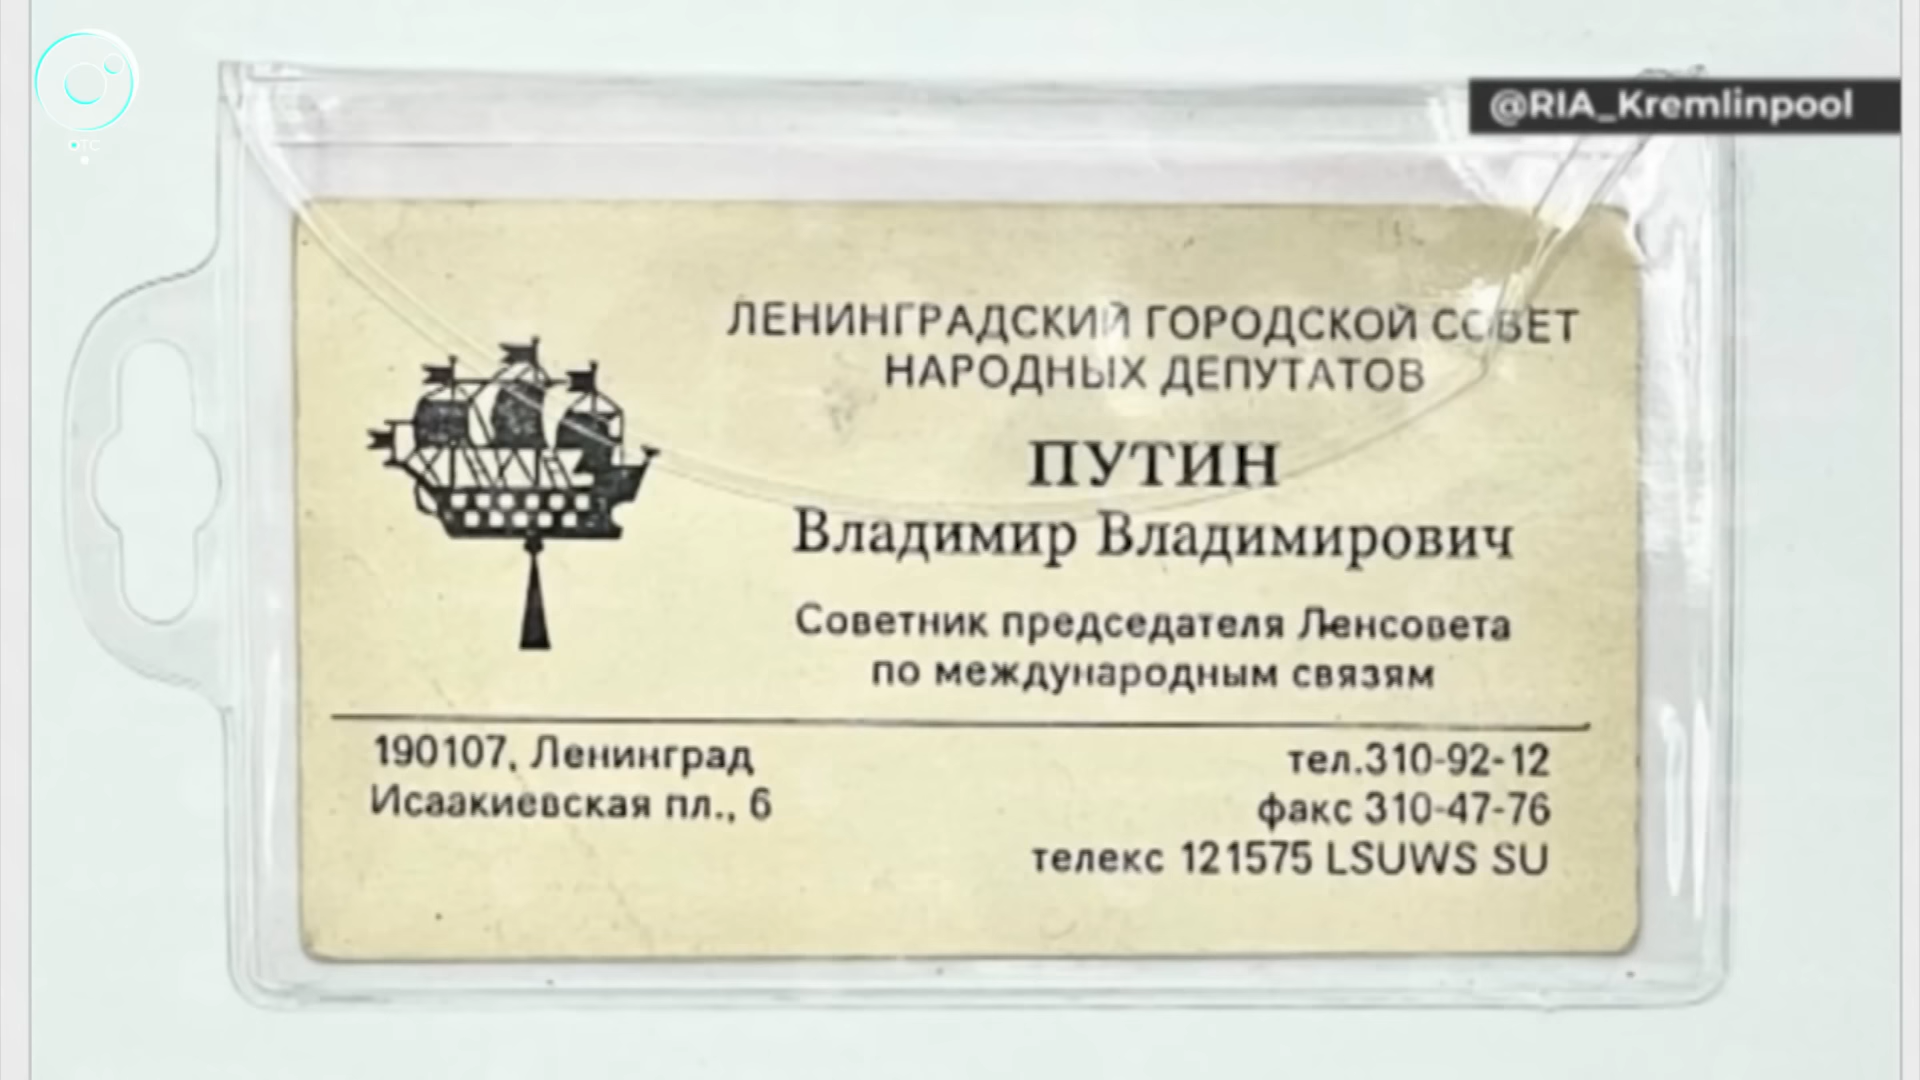 ОТС
@RIA_Kremlinpool
ЛЕНИНГРАДСКИЙ ГОРОДСКОЙ СОВЕТ
НАРОДНЫХ ДЕПУТАТОВ
ПУТИН
Владимир Владимирович
Советник председателя Ленсовета
по международным связям
190107, Ленинград
Исаакиевская пл., 6
тел.310-92-12
факс 310-47-76
телекс 121575 LSUWS SU